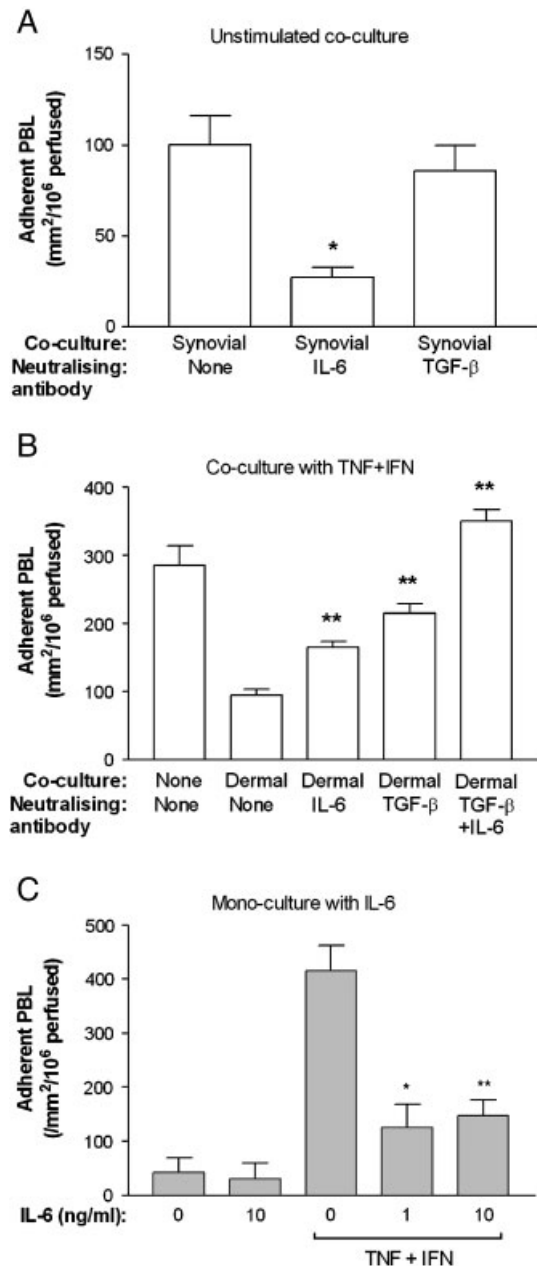 A
Unstimulated co-culture
Adherent PBL
(mm²/10⁶ perfused)
150
100
50
0
*
Co-culture: Synovial Synovial Synovial
Neutralising: None IL-6 TGF-β
antibody
B
Co-culture with TNF+IFN
Adherent PBL
(mm²/10⁶ perfused)
400
300
200
100
0
** ** **
Co-culture: None Dermal Dermal Dermal Dermal
Neutralising: None None IL-6 TGF-β TGF-β
antibody +IL-6
C
Mono-culture with IL-6
Adherent PBL
(/mm²/10⁶ perfused)
500
400
300
200
100
0
* **
IL-6 (ng/ml): 0 10 0 1 10
TNF + IFN